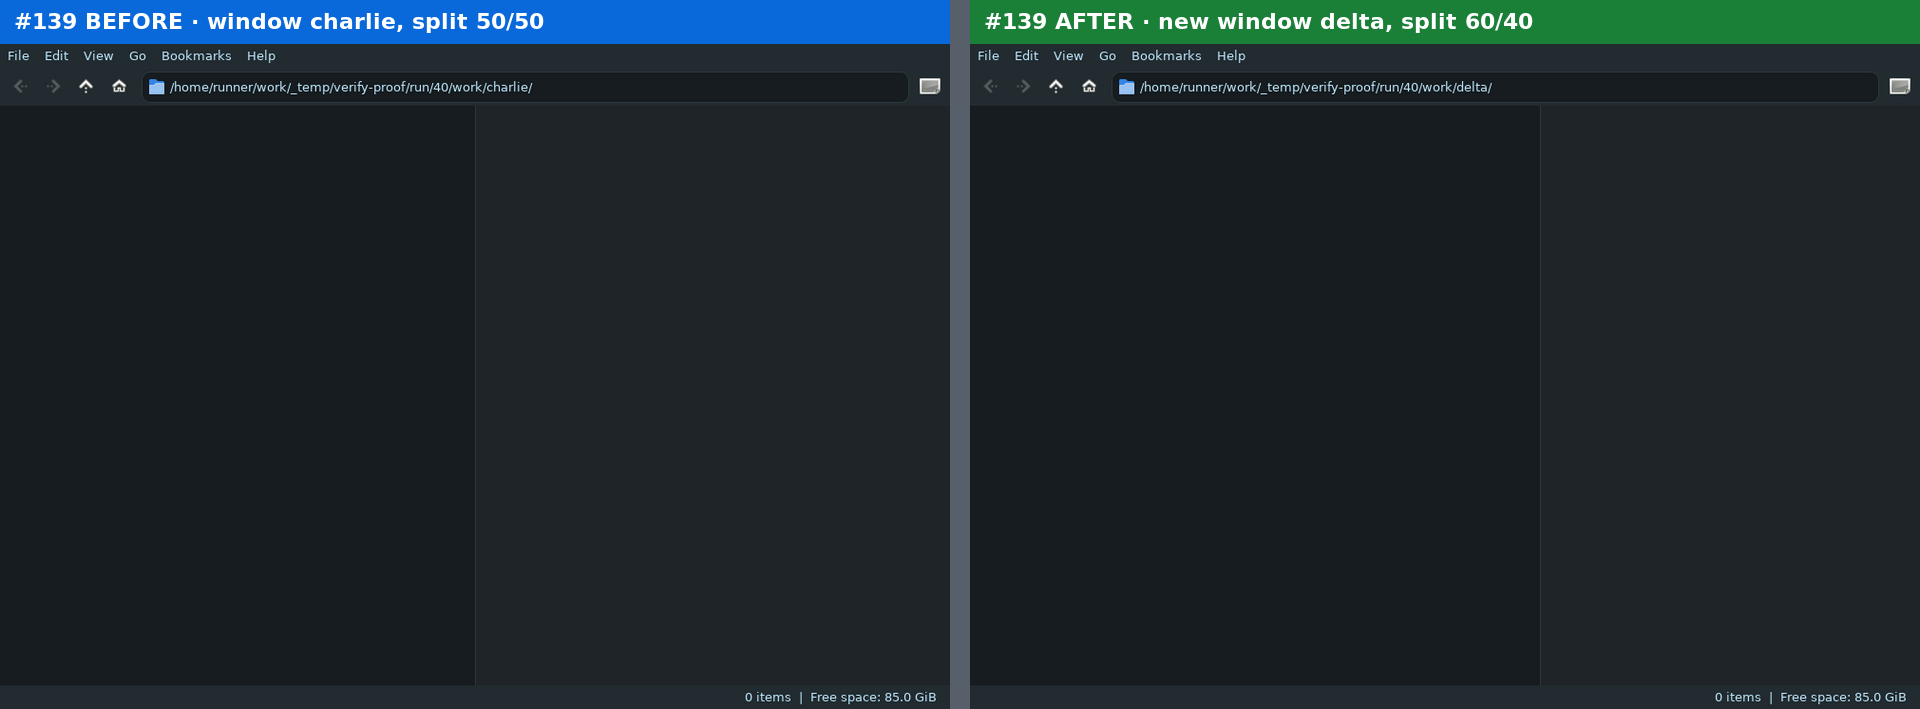 #139 BEFORE · window charlie, split 50/50
File Edit View Go Bookmarks Help
/home/runner/work/_temp/verify-proof/run/40/work/charlie/
0 items | Free space: 85.0 GiB
#139 AFTER · new window delta, split 60/40
File Edit View Go Bookmarks Help
/home/runner/work/_temp/verify-proof/run/40/work/delta/
0 items | Free space: 85.0 GiB